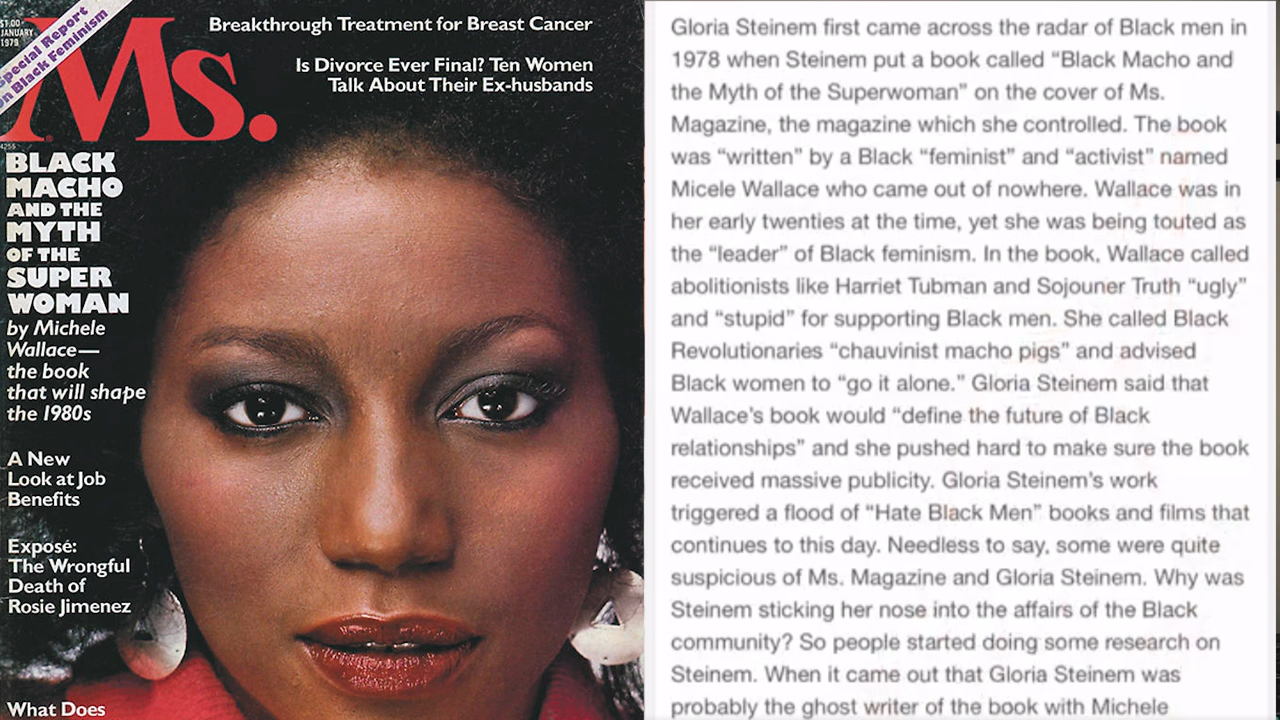 $1.00
JANUARY
1979
Special Report
on Black Feminism
Ms.
Breakthrough Treatment for Breast Cancer
Is Divorce Ever Final? Ten Women
Talk About Their Ex-husbands
BLACK
MACHO
AND THE
MYTH
OF THE
SUPER
WOMAN
by Michele
Wallace—
the book
that will shape
the 1980s
A New
Look at Job
Benefits
Exposé:
The Wrongful
Death of
Rosie Jimenez
What Does
Gloria Steinem first came across the radar of Black men in
1978 when Steinem put a book called “Black Macho and
the Myth of the Superwoman” on the cover of Ms.
Magazine, the magazine which she controlled. The book
was “written” by a Black “feminist” and “activist” named
Micele Wallace who came out of nowhere. Wallace was in
her early twenties at the time, yet she was being touted as
the “leader” of Black feminism. In the book, Wallace called
abolitionists like Harriet Tubman and Sojouner Truth “ugly”
and “stupid” for supporting Black men. She called Black
Revolutionaries “chauvinist macho pigs” and advised
Black women to “go it alone.” Gloria Steinem said that
Wallace’s book would “define the future of Black
relationships” and she pushed hard to make sure the book
received massive publicity. Gloria Steinem’s work
triggered a flood of “Hate Black Men” books and films that
continues to this day. Needless to say, some were quite
suspicious of Ms. Magazine and Gloria Steinem. Why was
Steinem sticking her nose into the affairs of the Black
community? So people started doing some research on
Steinem. When it came out that Gloria Steinem was
probably the ghost writer of the book with Michele